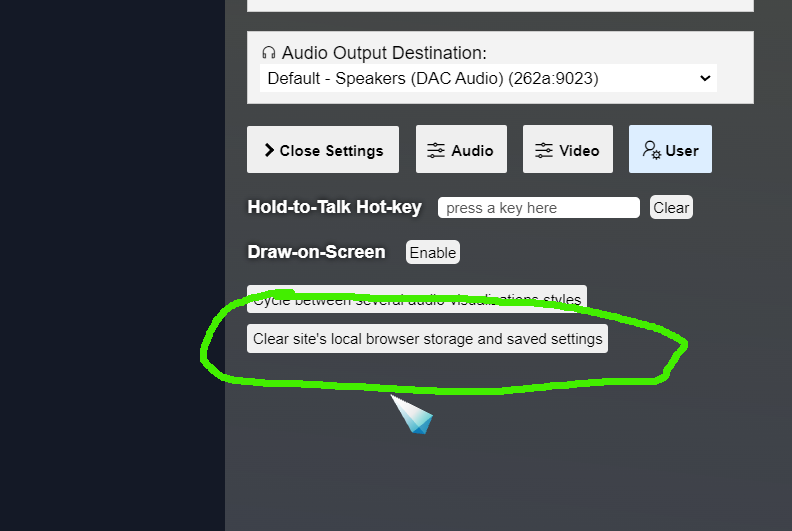 Audio Output Destination:
Default - Speakers (DAC Audio) (262a:9023)
Close Settings
Audio
Video
User
Hold-to-Talk Hot-key
press a key here
Clear
Draw-on-Screen
Enable
Cycle between several audio visualisations styles
Clear site's local browser storage and saved settings